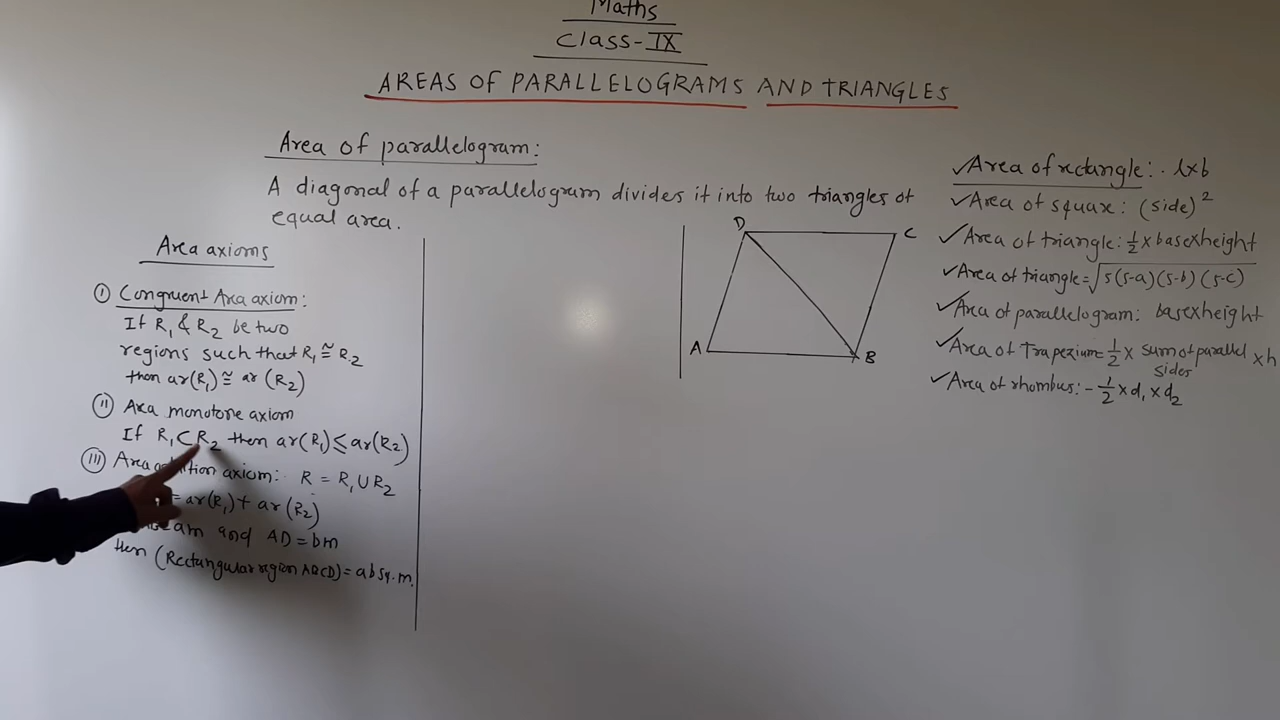 Maths
Class-IX
AREAS OF PARALLELOGRAMS AND TRIANGLES
Area of parallelogram:
A diagonal of a parallelogram divides it into two triangles of
equal area.
Area axioms
(i) Congruent Area axiom:
If R₁ & R₂ be two
regions such that R₁ ≅ R₂
then ar(R₁) ≅ ar (R₂)
(ii) Area monotone axiom
If R₁ ⊂ R₂ then ar(R₁) ≤ ar(R₂)
(iii) Area axiom: R = R₁ ∪ R₂
= ar(R₁) + ar (R₂)
am and AD = bm
then (Rectangular region ABCD) = ab sq. m.
D
C
A
B
✓Area of rectangle: l×b
✓Area of square: (side)²
✓Area of triangle: ½ × base×height
✓Area of triangle = √s(s-a)(s-b)(s-c)
✓Area of parallelogram: base×height
✓Area of Trapezium = ½ × sum of parallel sides × h
✓Area of rhombus: - ½ × d₁ × d₂